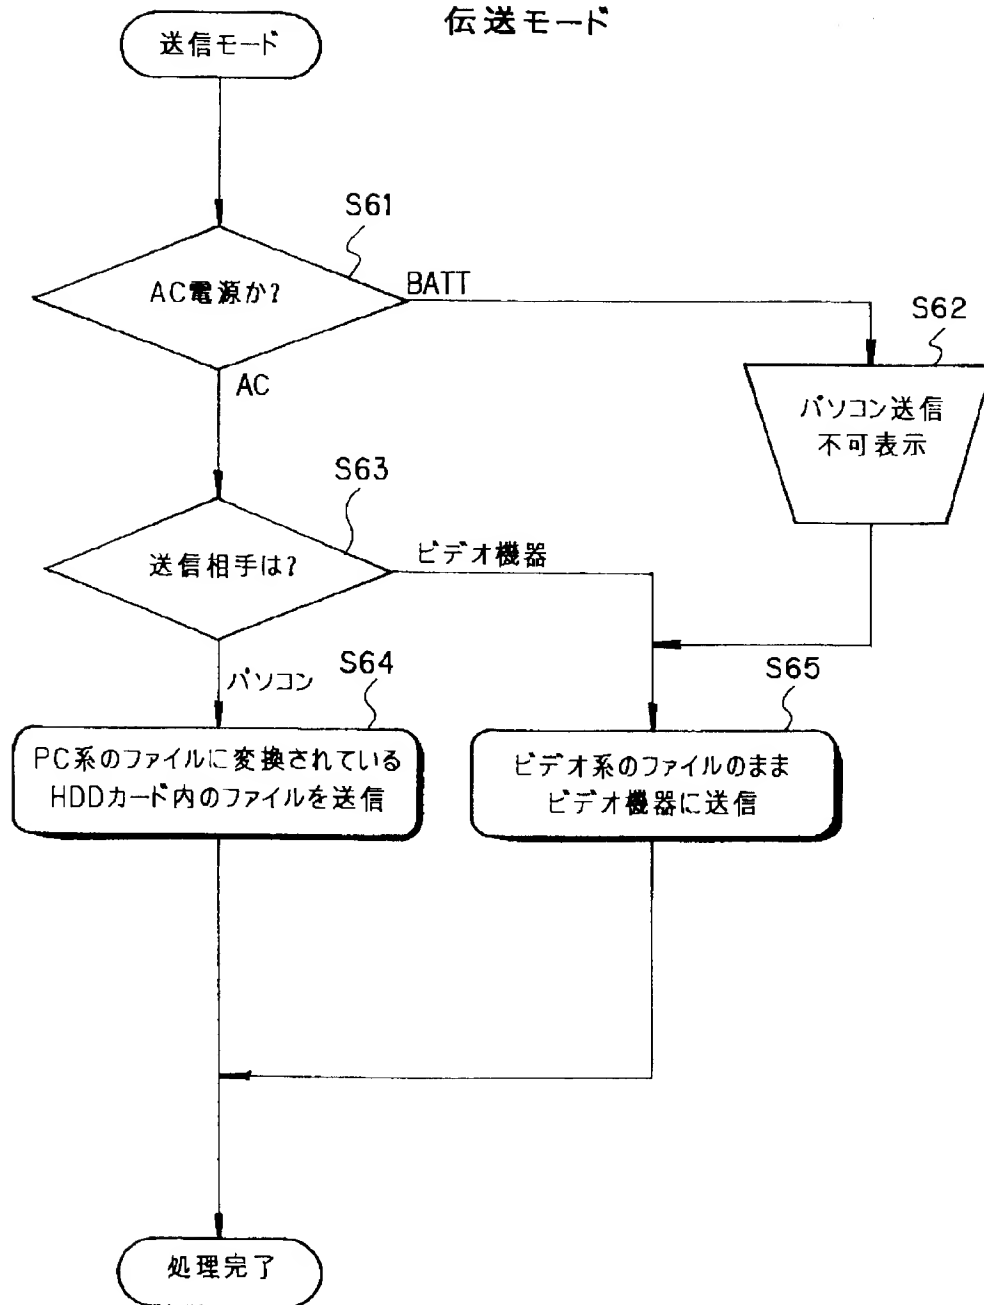 伝送モード
送信モード
S61
AC電源か?
BATT
AC
S62
パソコン送信
不可表示
S63
送信相手は?
ビデオ機器
パソコン
S64
PC系のファイルに変換されている
HDDカード内のファイルを送信
S65
ビデオ系のファイルのまま
ビデオ機器に送信
処理完了